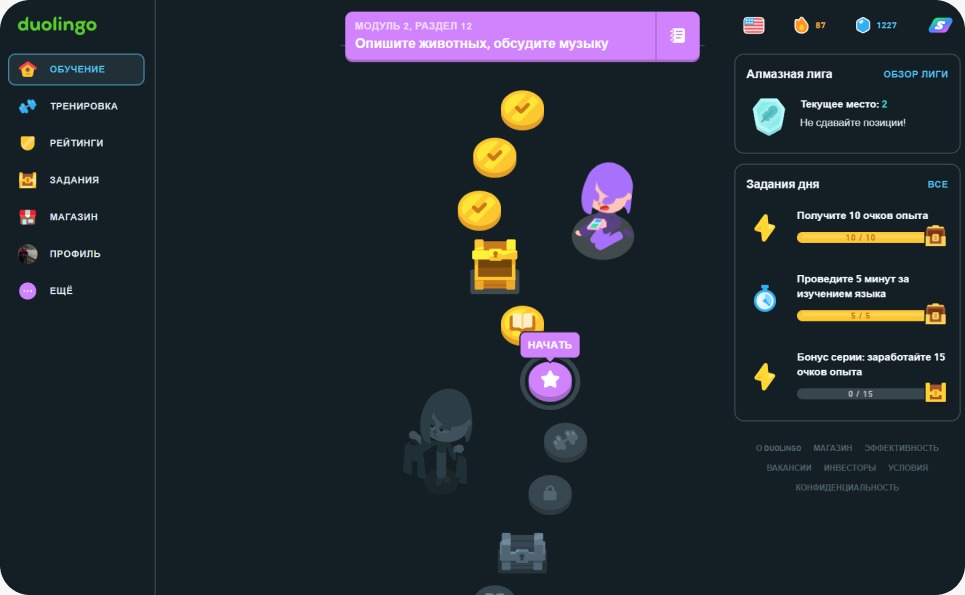 duolingo
ОБУЧЕНИЕ
ТРЕНИРОВКА
РЕЙТИНГИ
ЗАДАНИЯ
МАГАЗИН
ПРОФИЛЬ
ЕЩЁ
МОДУЛЬ 2, РАЗДЕЛ 12
Опишите животных, обсудите музыку
НАЧАТЬ
87
1227
S
Алмазная лига
ОБЗОР ЛИГИ
Текущее место: 2
Не сдавайте позиции!
Задания дня
ВСЕ
Получите 10 очков опыта
10 / 10
Проведите 5 минут за
изучением языка
5 / 5
Бонус серии: заработайте 15
очков опыта
0 / 15
О DUOLINGO МАГАЗИН ЭФФЕКТИВНОСТЬ
ВАКАНСИИ ИНВЕСТОРЫ УСЛОВИЯ
КОНФИДЕНЦИАЛЬНОСТЬ